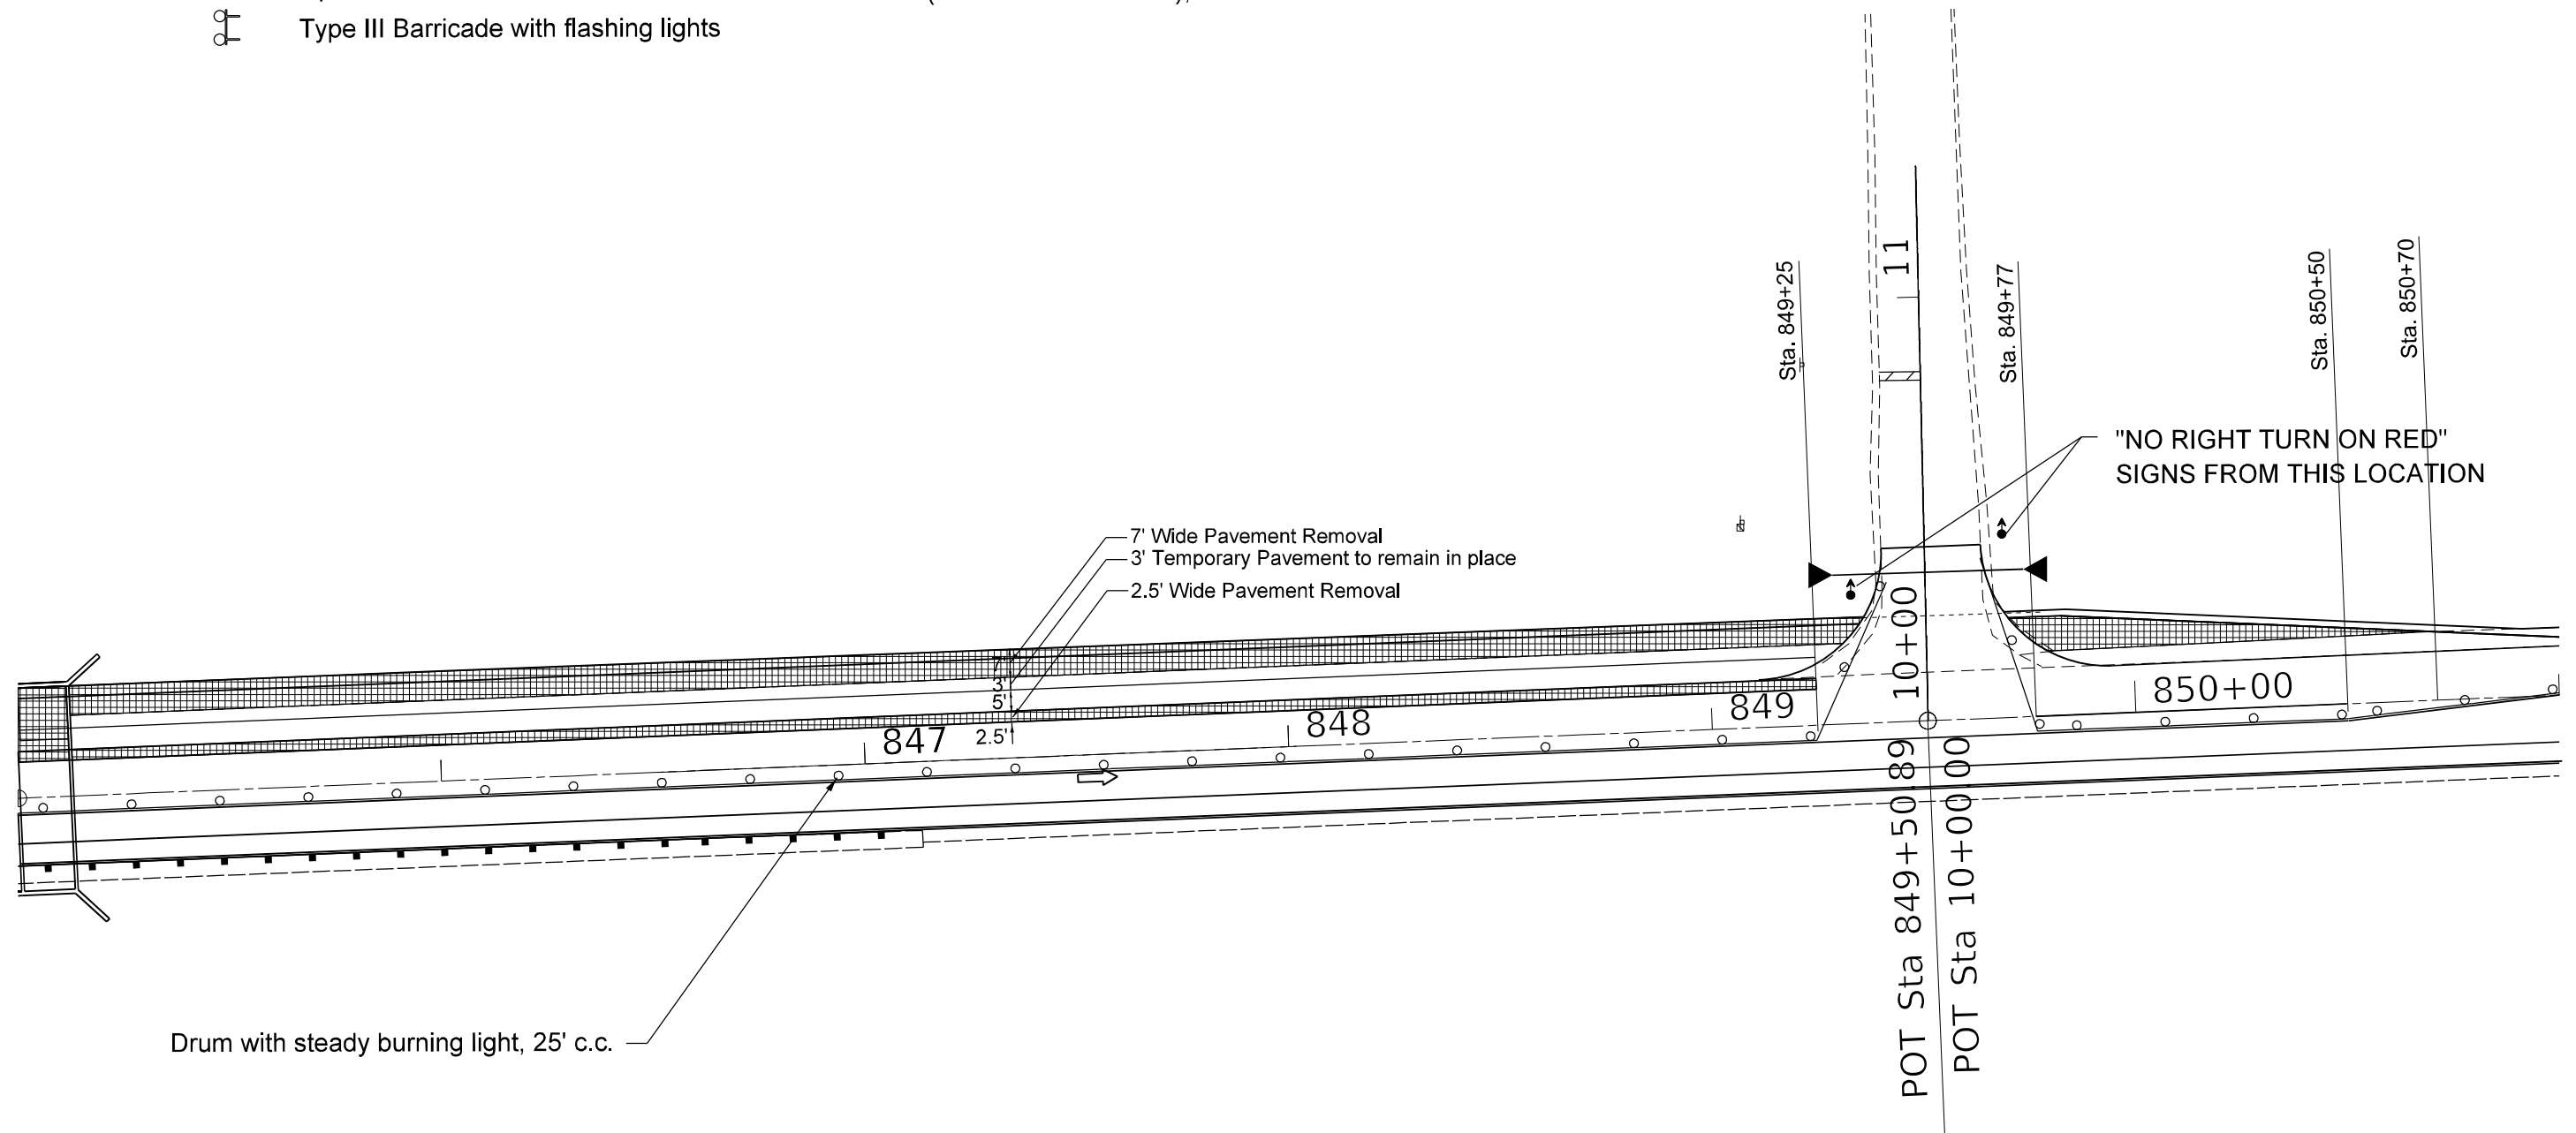 Type III Barricade with flashing lights
11
Sta. 849+25
Sta. 849+77
Sta. 850+50
Sta. 850+70
"NO RIGHT TURN ON RED"
SIGNS FROM THIS LOCATION
7' Wide Pavement Removal
3' Temporary Pavement to remain in place
2.5' Wide Pavement Removal
7'
3'
5'
2.5'
847
848
849
10+00
850+00
POT Sta 849+50.89
POT Sta 10+00.00
Drum with steady burning light, 25' c.c.